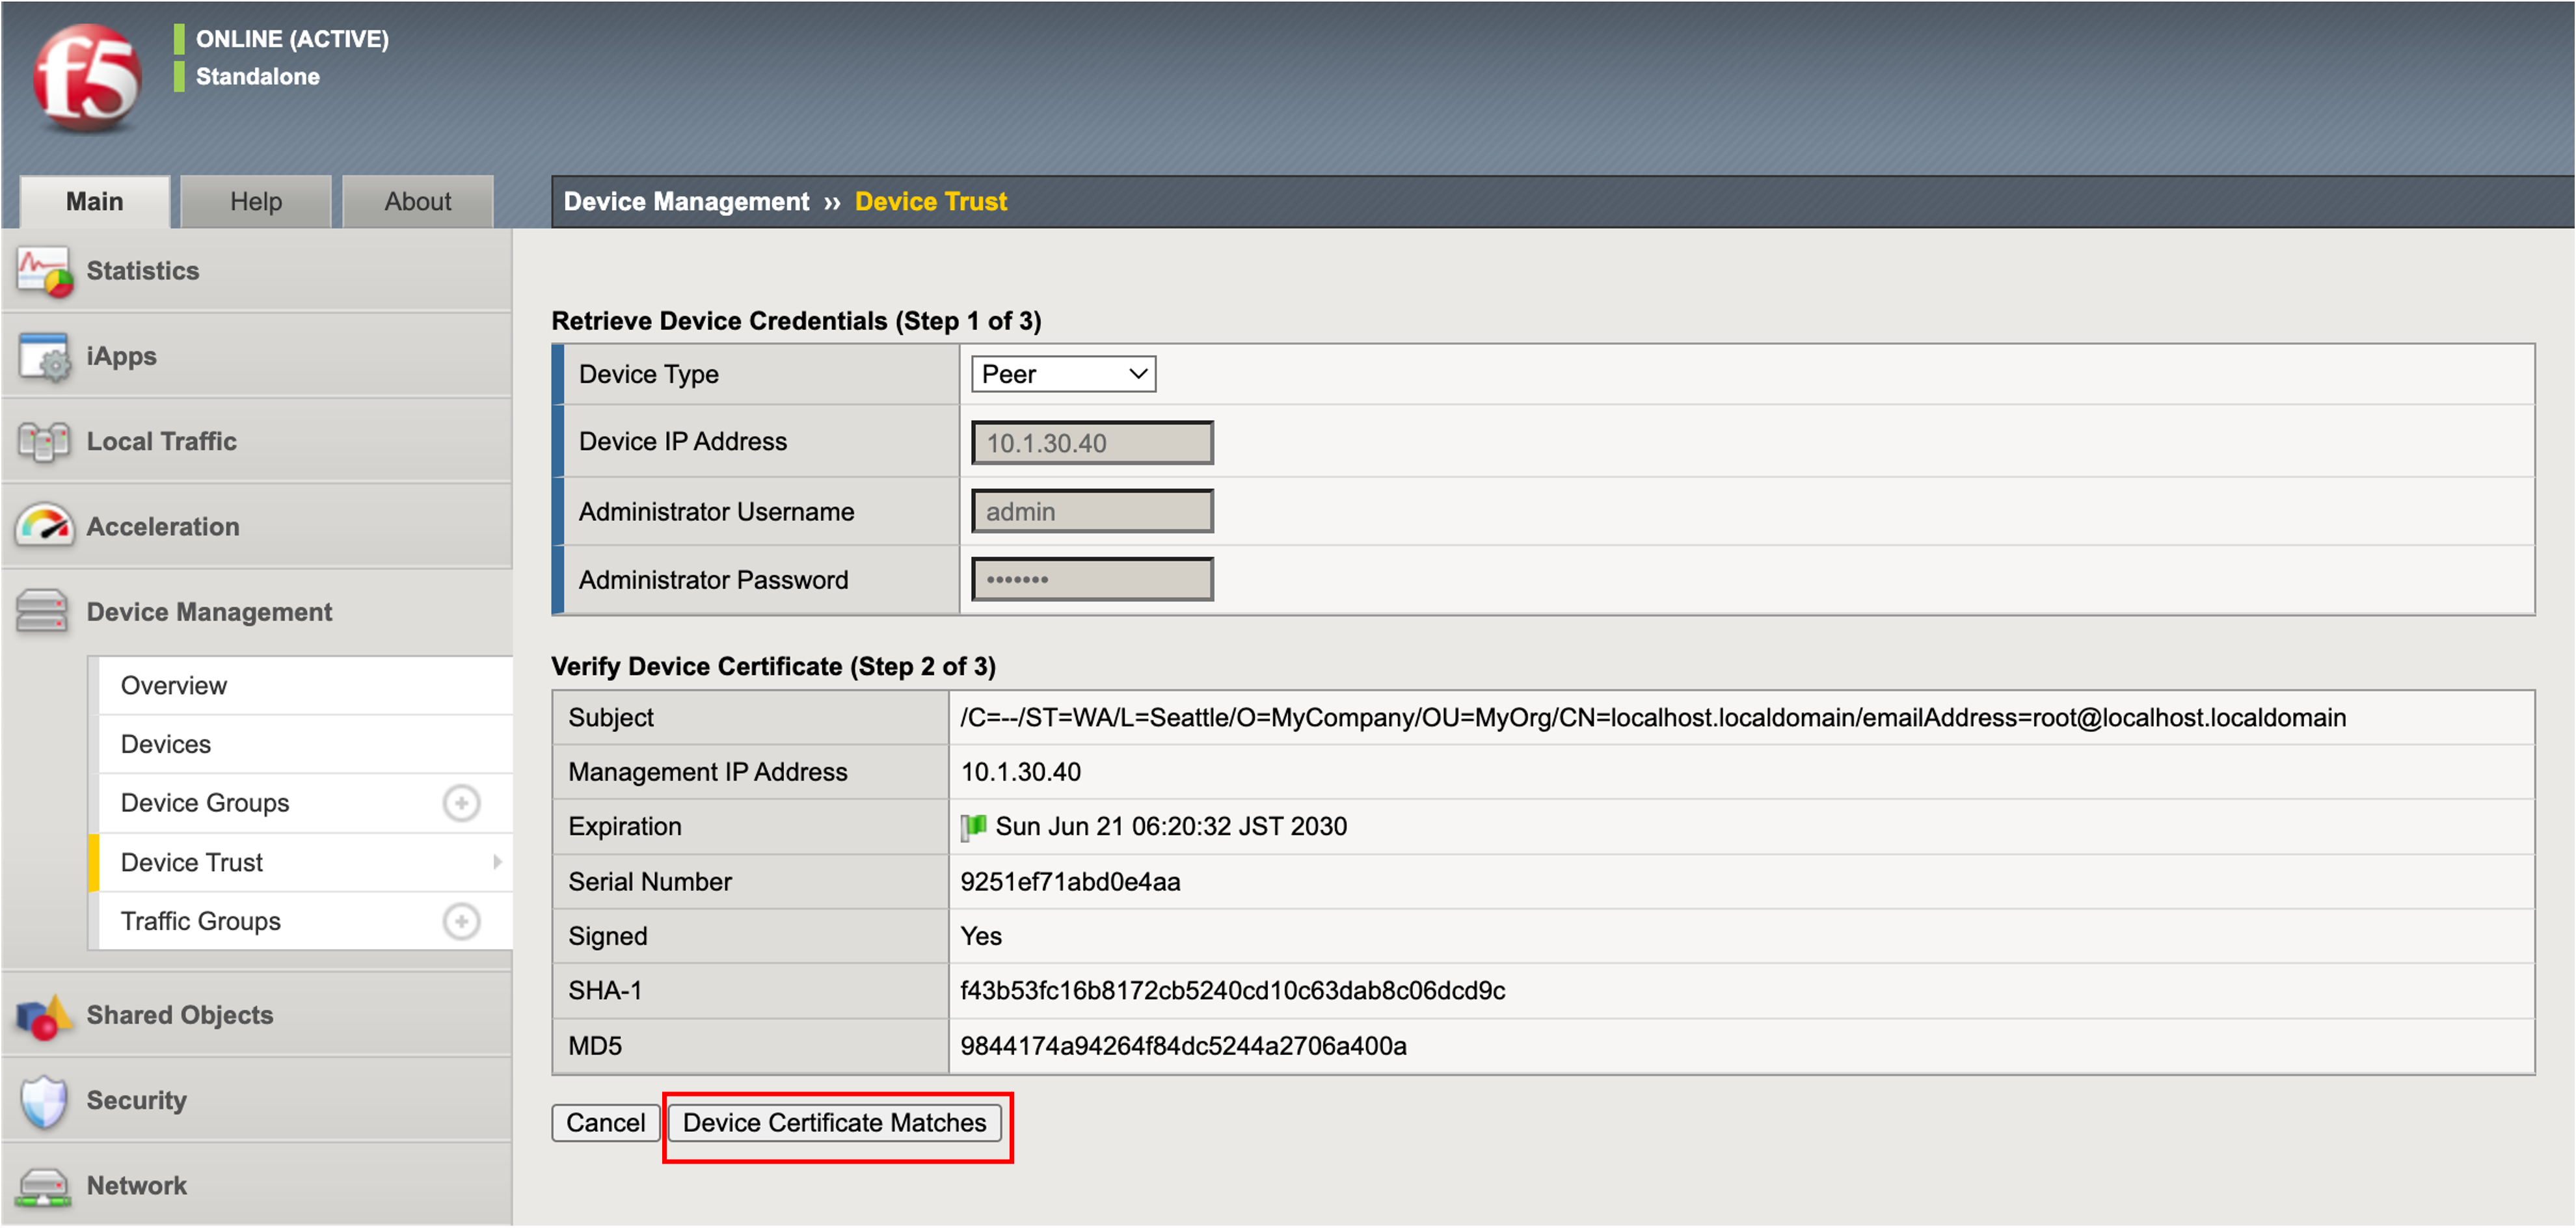 f5
ONLINE (ACTIVE)
Standalone
Main
Help
About
Device Management ›› Device Trust
Statistics
iApps
Local Traffic
Acceleration
Device Management
Overview
Devices
Device Groups
Device Trust
Traffic Groups
Shared Objects
Security
Network
Retrieve Device Credentials (Step 1 of 3)
Device Type Peer
Device IP Address 10.1.30.40
Administrator Username admin
Administrator Password •••••••
Verify Device Certificate (Step 2 of 3)
Subject /C=--/ST=WA/L=Seattle/O=MyCompany/OU=MyOrg/CN=localhost.localdomain/emailAddress=root@localhost.localdomain
Management IP Address 10.1.30.40
Expiration Sun Jun 21 06:20:32 JST 2030
Serial Number 9251ef71abd0e4aa
Signed Yes
SHA-1 f43b53fc16b8172cb5240cd10c63dab8c06dcd9c
MD5 9844174a94264f84dc5244a2706a400a
Cancel Device Certificate Matches